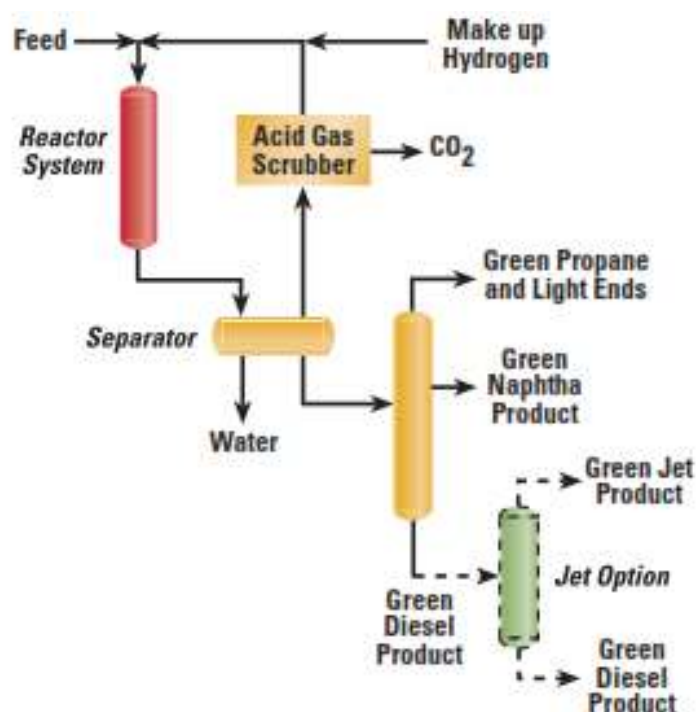 Feed
Make up
Hydrogen
Reactor
System
Acid Gas
Scrubber
CO₂
Green Propane
and Light Ends
Separator
Green
Naphtha
Product
Water
Green Jet
Product
Jet Option
Green
Diesel
Product
Green
Diesel
Product